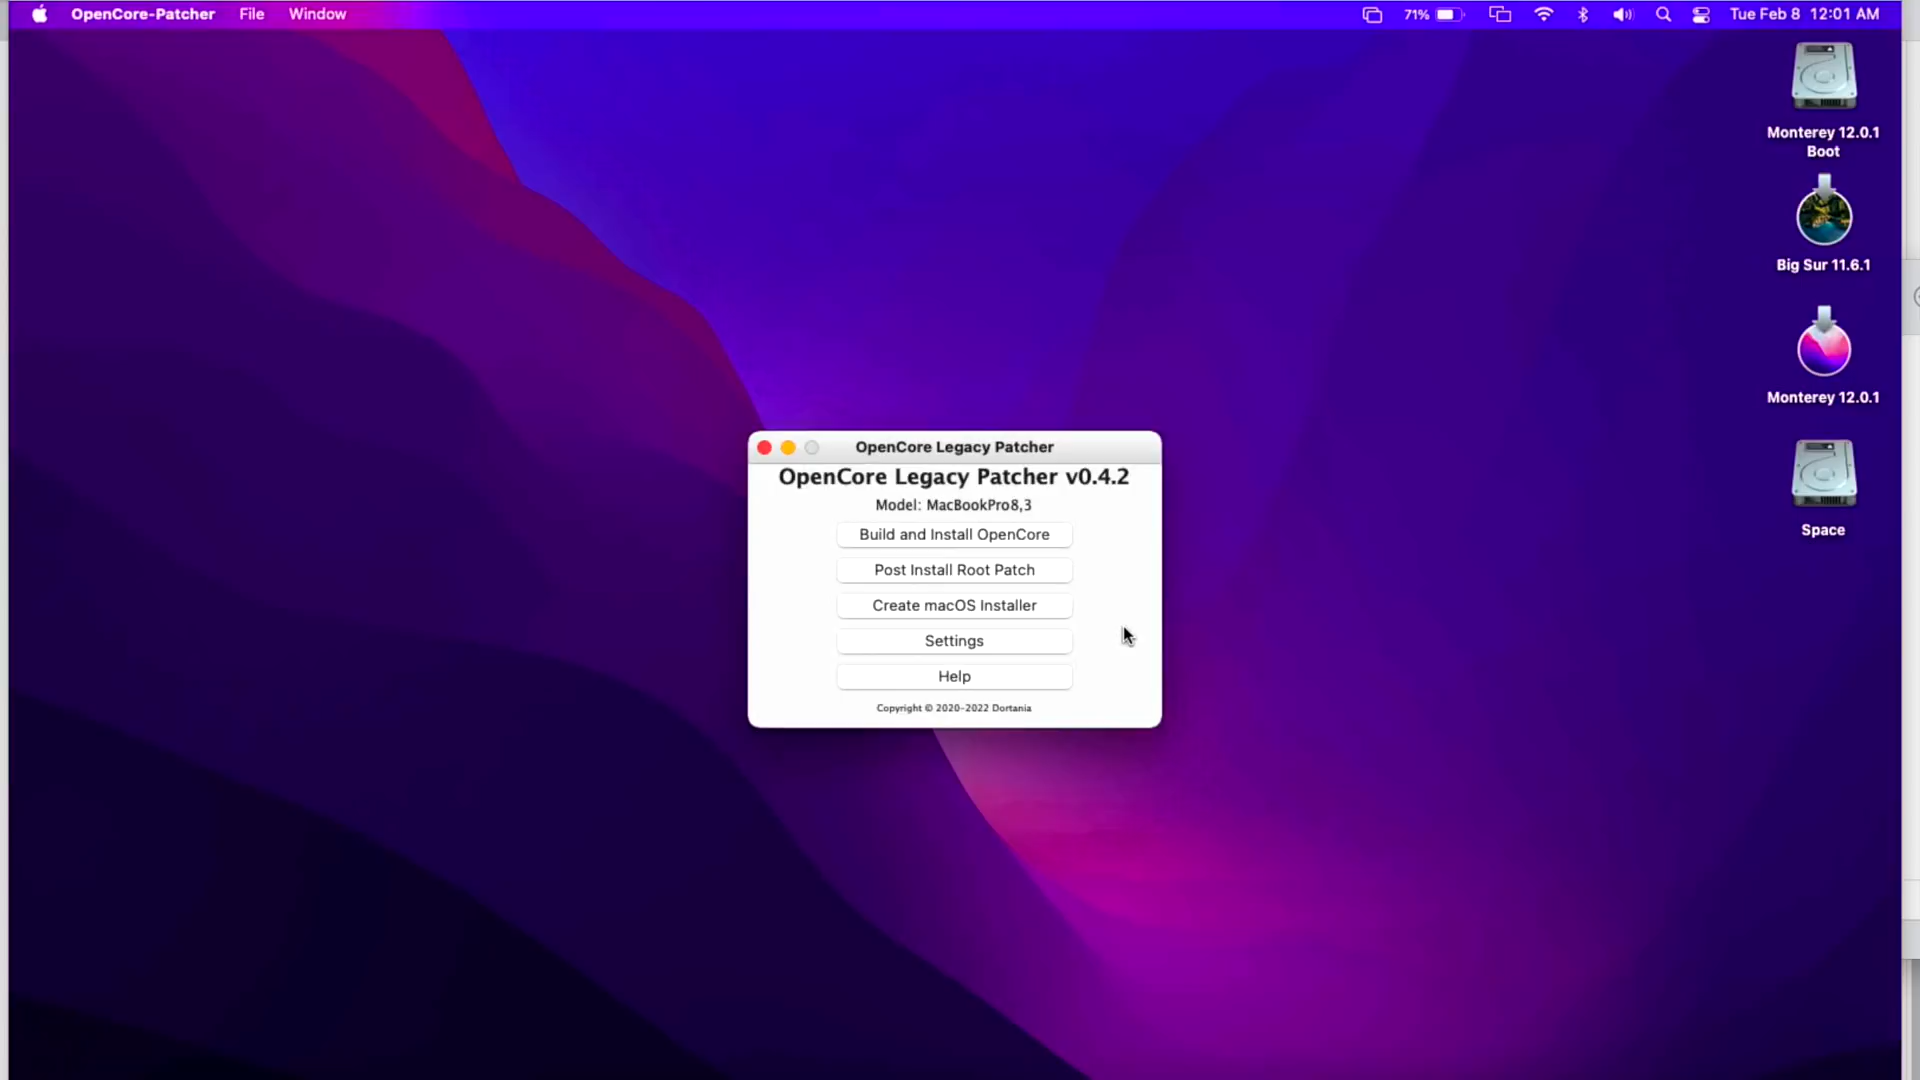 OpenCore-Patcher File Window 71% Tue Feb 8 12:01 AM
Monterey 12.0.1
Boot
Big Sur 11.6.1
Monterey 12.0.1
Space
OpenCore Legacy Patcher
OpenCore Legacy Patcher v0.4.2
Model: MacBookPro8,3
Build and Install OpenCore
Post Install Root Patch
Create macOS Installer
Settings
Help
Copyright © 2020-2022 Dortania